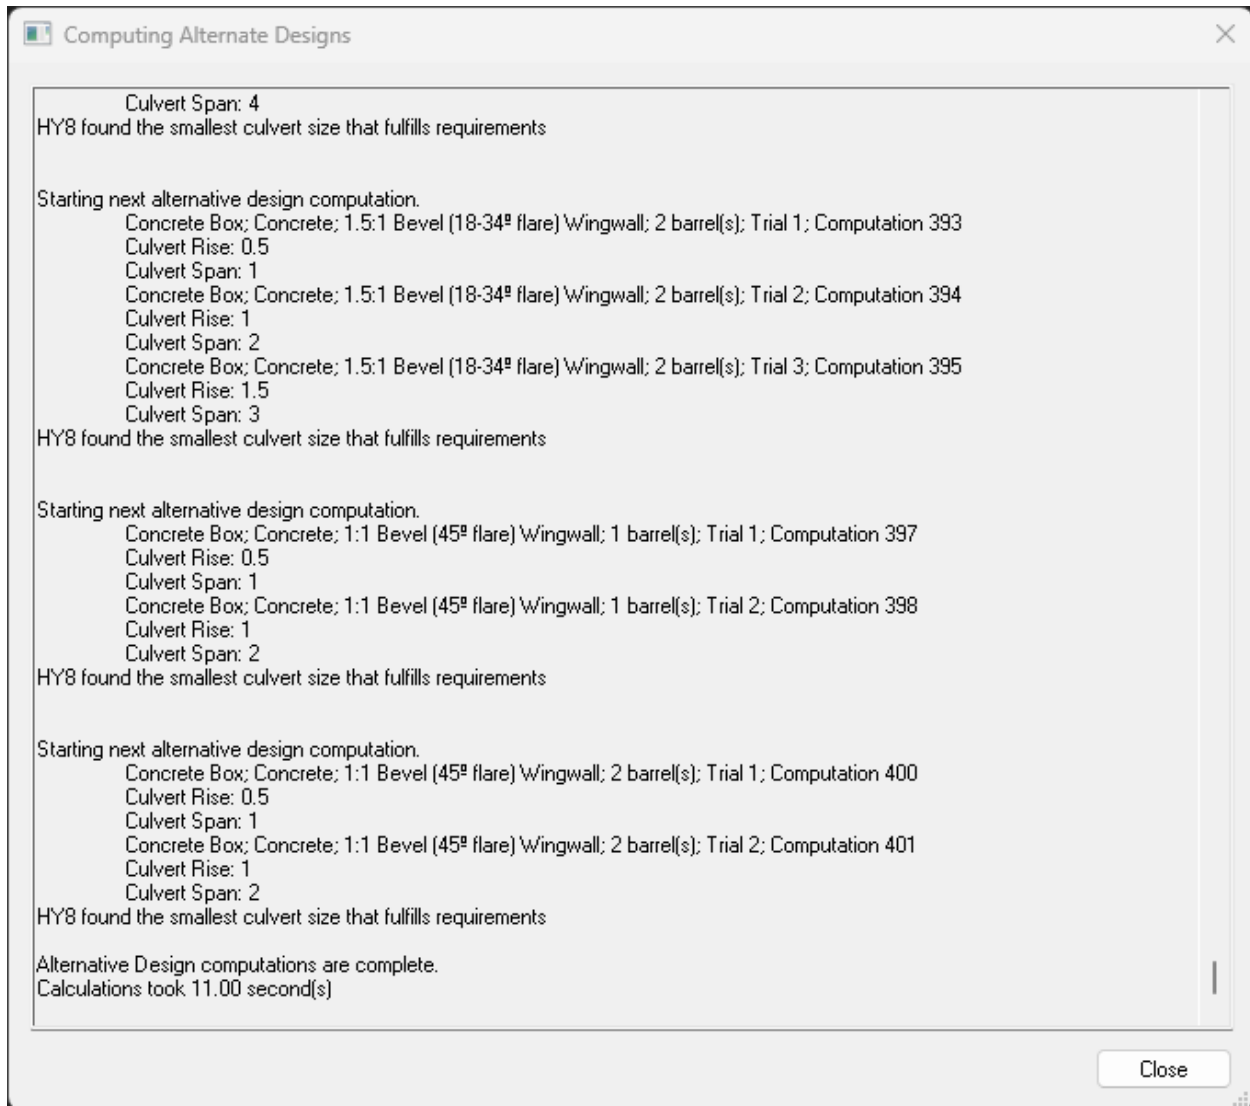 Computing Alternate Designs
Culvert Span: 4
HY8 found the smallest culvert size that fulfills requirements
Starting next alternative design computation.
Concrete Box; Concrete; 1.5:1 Bevel (18-34º flare) Wingwall; 2 barrel(s); Trial 1; Computation 393
Culvert Rise: 0.5
Culvert Span: 1
Concrete Box; Concrete; 1.5:1 Bevel (18-34º flare) Wingwall; 2 barrel(s); Trial 2; Computation 394
Culvert Rise: 1
Culvert Span: 2
Concrete Box; Concrete; 1.5:1 Bevel (18-34º flare) Wingwall; 2 barrel(s); Trial 3; Computation 395
Culvert Rise: 1.5
Culvert Span: 3
HY8 found the smallest culvert size that fulfills requirements
Starting next alternative design computation.
Concrete Box; Concrete; 1:1 Bevel (45º flare) Wingwall; 1 barrel(s); Trial 1; Computation 397
Culvert Rise: 0.5
Culvert Span: 1
Concrete Box; Concrete; 1:1 Bevel (45º flare) Wingwall; 1 barrel(s); Trial 2; Computation 398
Culvert Rise: 1
Culvert Span: 2
HY8 found the smallest culvert size that fulfills requirements
Starting next alternative design computation.
Concrete Box; Concrete; 1:1 Bevel (45º flare) Wingwall; 2 barrel(s); Trial 1; Computation 400
Culvert Rise: 0.5
Culvert Span: 1
Concrete Box; Concrete; 1:1 Bevel (45º flare) Wingwall; 2 barrel(s); Trial 2; Computation 401
Culvert Rise: 1
Culvert Span: 2
HY8 found the smallest culvert size that fulfills requirements
Alternative Design computations are complete.
Calculations took 11.00 second(s)
Close